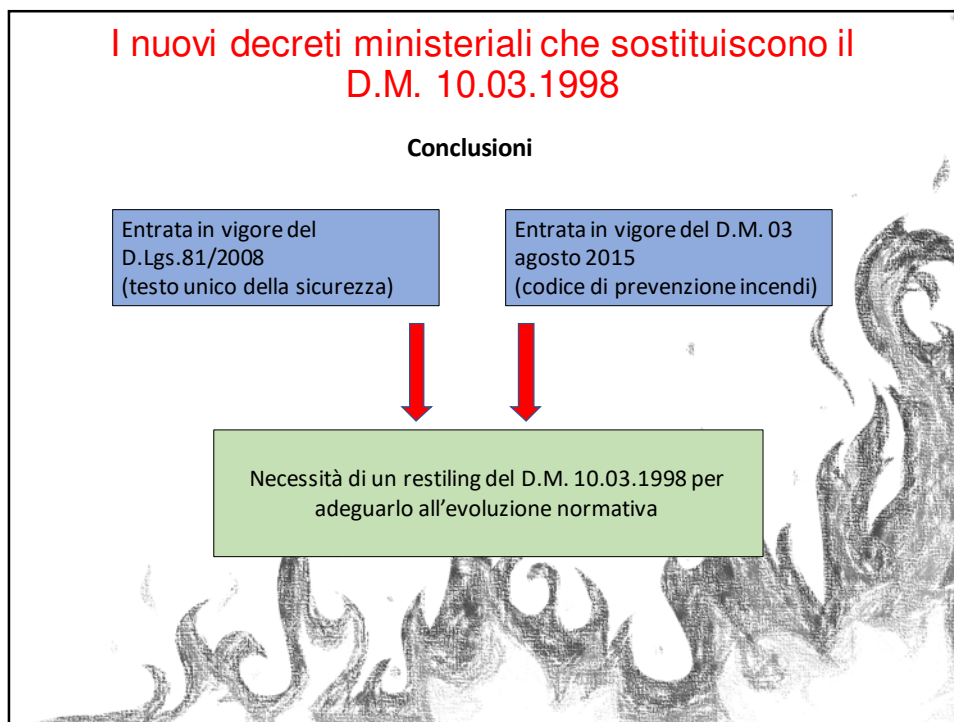 I nuovi decreti ministeriali che sostituiscono il
D.M. 10.03.1998
Conclusioni
Entrata in vigore del
D.Lgs.81/2008
(testo unico della sicurezza)
Entrata in vigore del D.M. 03
agosto 2015
(codice di prevenzione incendi)
Necessità di un restiling del D.M. 10.03.1998 per
adeguarlo all’evoluzione normativa